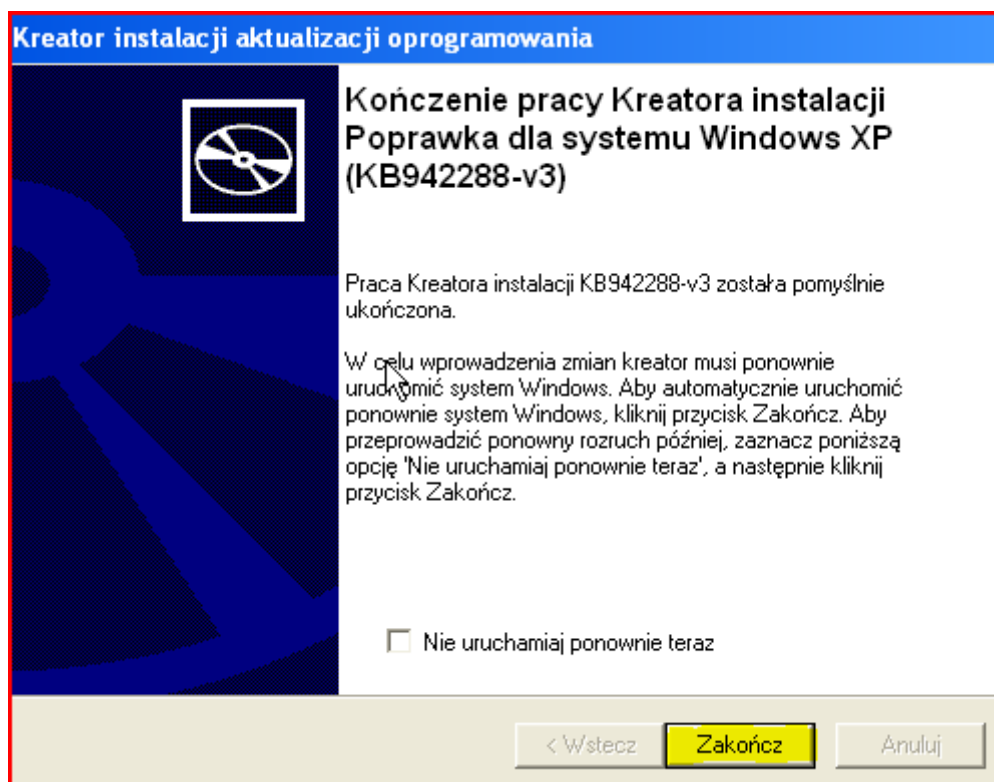 Kreator instalacji aktualizacji oprogramowania
Kończenie pracy Kreatora instalacji
Poprawka dla systemu Windows XP
(KB942288-v3)
Praca Kreatora instalacji KB942288-v3 została pomyślnie
ukończona.
W celu wprowadzenia zmian kreator musi ponownie
uruchomić system Windows. Aby automatycznie uruchomić
ponownie system Windows, kliknij przycisk Zakończ. Aby
przeprowadzić ponowny rozruch później, zaznacz poniższą
opcję 'Nie uruchamiaj ponownie teraz', a następnie kliknij
przycisk Zakończ.
Nie uruchamiaj ponownie teraz
< Wstecz
Zakończ
Anuluj